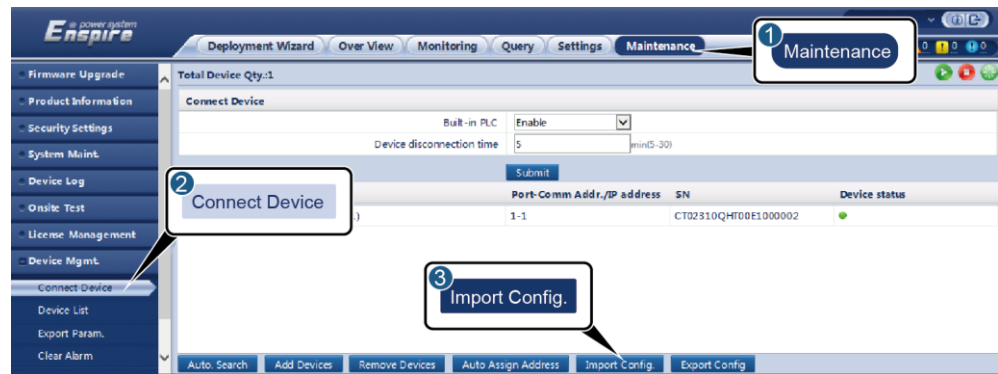 power system
Enspire
Deployment Wizard Over View Monitoring Query Settings Maintenance
1 Maintenance
0 0 0
Firmware Upgrade
Product Information
Security Settings
System Maint.
Device Log
Onsite Test
License Management
Device Mgmt.
Connect Device
Device List
Export Param.
Clear Alarm
Total Device Qty.:1
Connect Device
Built-in PLC Enable
Device disconnection time 5 min(5-30)
Submit
Port-Comm Addr./IP address SN Device status
.) 1-1 CT02310QHT00E1000002
2 Connect Device
3 Import Config.
Auto. Search Add Devices Remove Devices Auto Assign Address Import Config. Export Config